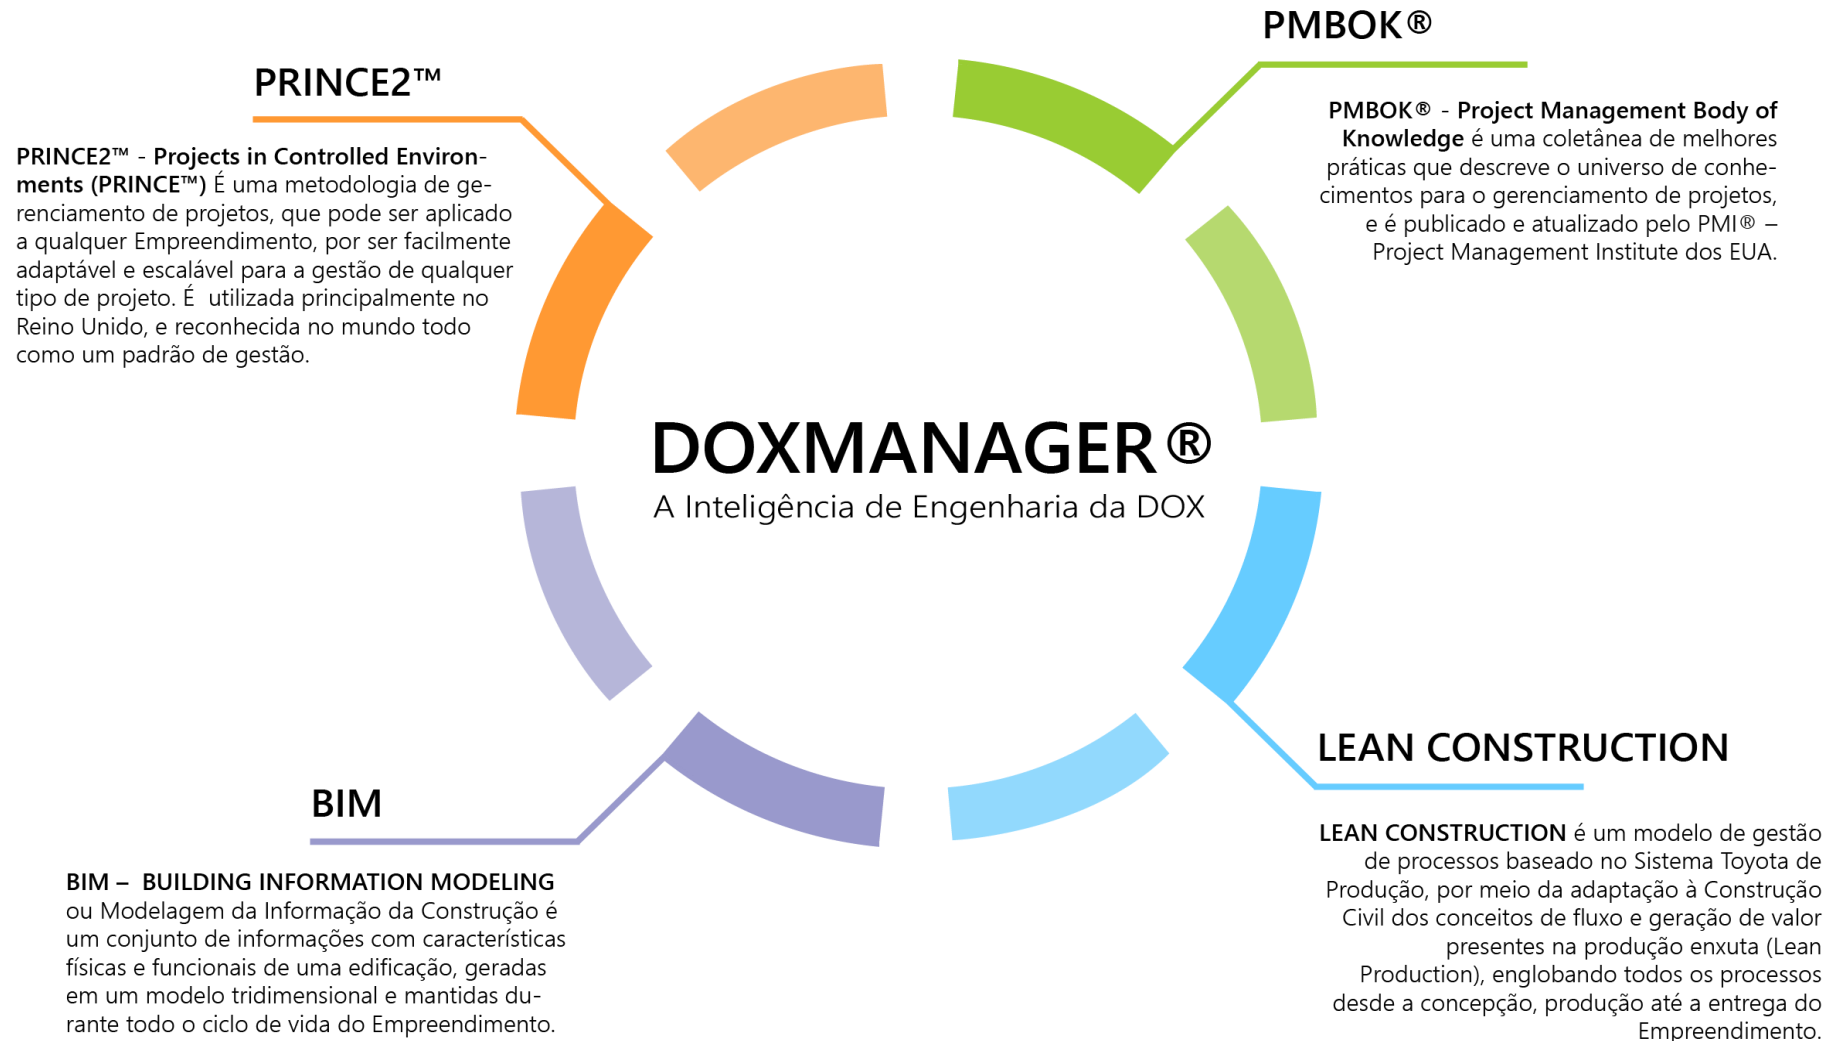 PRINCE2™
PRINCE2™ - Projects in Controlled Environ-
ments (PRINCE™) É uma metodologia de ge-
renciamento de projetos, que pode ser aplicado
a qualquer Empreendimento, por ser facilmente
adaptável e escalável para a gestão de qualquer
tipo de projeto. É  utilizada principalmente no
Reino Unido, e reconhecida no mundo todo
como um padrão de gestão.
PMBOK®
PMBOK® - Project Management Body of
Knowledge é uma coletânea de melhores
práticas que descreve o universo de conhe-
cimentos para o gerenciamento de projetos,
e é publicado e atualizado pelo PMI® –
Project Management Institute dos EUA.
DOXMANAGER®
A Inteligência de Engenharia da DOX
BIM
BIM –  BUILDING INFORMATION MODELING
ou Modelagem da Informação da Construção é
um conjunto de informações com características
físicas e funcionais de uma edificação, geradas
em um modelo tridimensional e mantidas du-
rante todo o ciclo de vida do Empreendimento.
LEAN CONSTRUCTION
LEAN CONSTRUCTION é um modelo de gestão
de processos baseado no Sistema Toyota de
Produção, por meio da adaptação à Construção
Civil dos conceitos de fluxo e geração de valor
presentes na produção enxuta (Lean
Production), englobando todos os processos
desde a concepção, produção até a entrega do
Empreendimento.